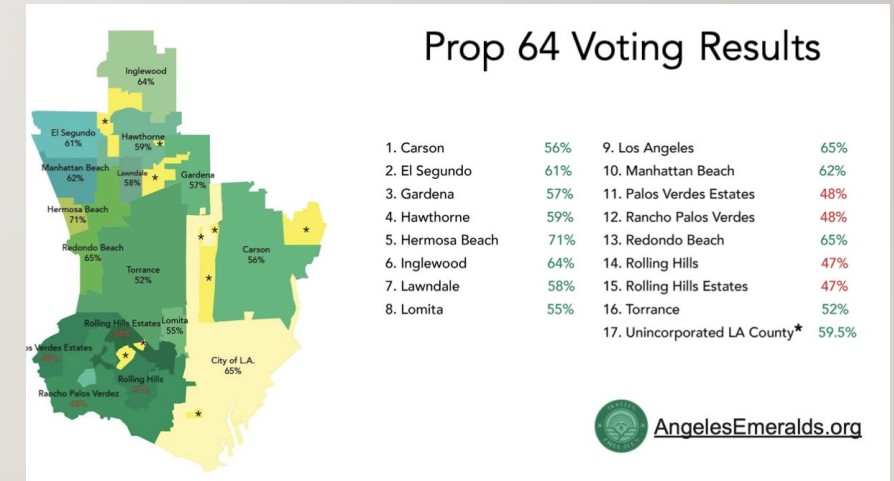 Prop 64 Voting Results
Inglewood
64%
*
El Segundo
61%
Hawthorne
59%
*
Manhattan Beach
62%
Lawndale
58%
*
Gardena
57%
Hermosa Beach
71%
*
*
*
Redondo Beach
65%
Carson
56%
Torrance
52%
*
Lomita
55%
Rolling Hills Estates
*
*
os Verdes Estates
City of L.A.
65%
Rolling Hills
Rancho Palos Verdez
*
1. Carson 56%
2. El Segundo 61%
3. Gardena 57%
4. Hawthorne 59%
5. Hermosa Beach 71%
6. Inglewood 64%
7. Lawndale 58%
8. Lomita 55%
9. Los Angeles 65%
10. Manhattan Beach 62%
11. Palos Verdes Estates 48%
12. Rancho Palos Verdes 48%
13. Redondo Beach 65%
14. Rolling Hills 47%
15. Rolling Hills Estates 47%
16. Torrance 52%
17. Unincorporated LA County* 59.5%
AngelesEmeralds.org